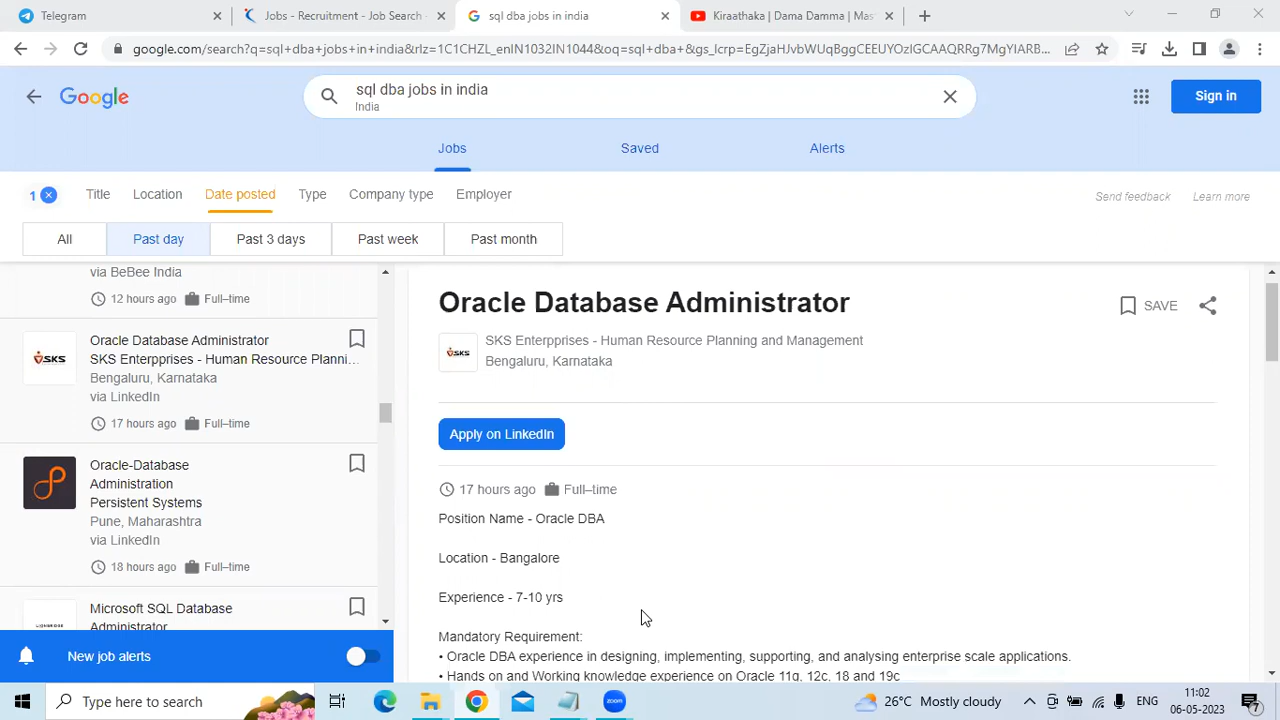 Telegram
Jobs - Recruitment - Job Search -
sql dba jobs in india
Kiraathaka | Dama Damma | Mas
google.com/search?q=sql+dba+jobs+in+india&rlz=1C1CHZL_enIN1032IN1044&oq=sql+dba+&gs_lcrp=EgZjaHJvbWUqBggCEEUYOzIGCAAQRRg7MgYIARB...
Google
sql dba jobs in india
India
Sign in
Jobs
Saved
Alerts
1
Title
Location
Date posted
Type
Company type
Employer
Send feedback
Learn more
All
Past day
Past 3 days
Past week
Past month
via BeBee India
12 hours ago
Full–time
Oracle Database Administrator
SKS Enterpprises - Human Resource Planni...
Bengaluru, Karnataka
via LinkedIn
17 hours ago
Full–time
Oracle-Database
Administration
Persistent Systems
Pune, Maharashtra
via LinkedIn
18 hours ago
Full–time
Microsoft SQL Database
Administrator
LIONBRIDGE
New job alerts
Oracle Database Administrator
SAVE
SKS
SKS Enterpprises - Human Resource Planning and Management
Bengaluru, Karnataka
Apply on LinkedIn
17 hours ago
Full–time
Position Name - Oracle DBA
Location - Bangalore
Experience - 7-10 yrs
Mandatory Requirement:
• Oracle DBA experience in designing, implementing, supporting, and analysing enterprise scale applications.
• Hands on and Working knowledge experience on Oracle 11g, 12c, 18 and 19c
Type here to search
zoom
26°C Mostly cloudy
ENG
11:02
06-05-2023
7